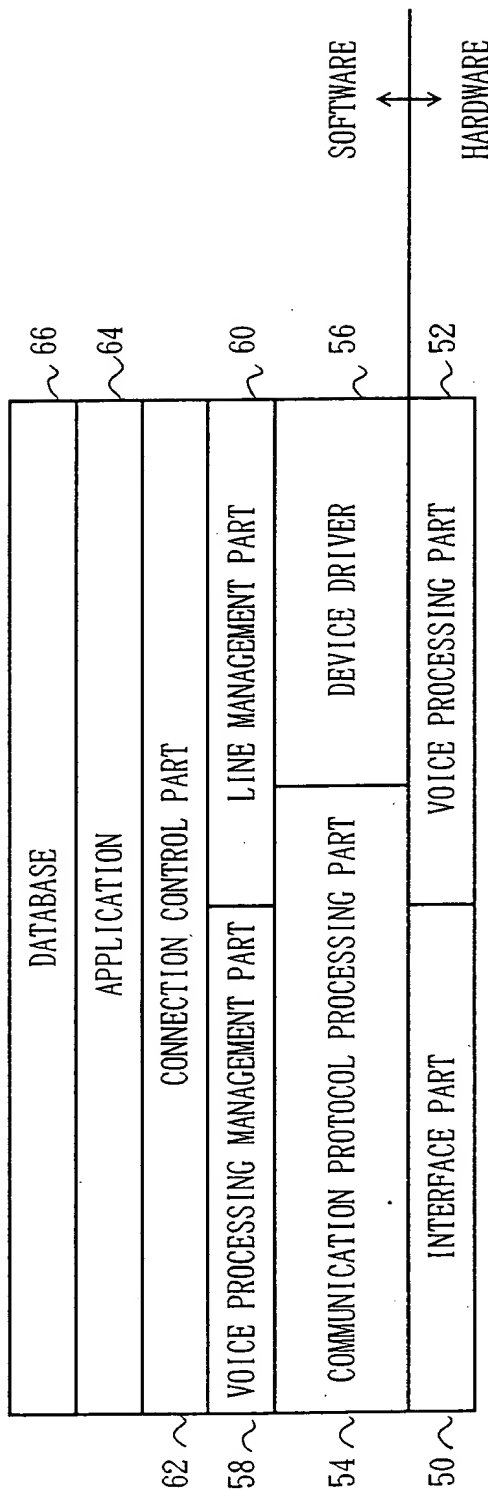 DATABASE
66
APPLICATION
64
62
CONNECTION CONTROL PART
58
VOICE PROCESSING MANAGEMENT PART
LINE MANAGEMENT PART
60
54
COMMUNICATION PROTOCOL PROCESSING PART
DEVICE DRIVER
56
SOFTWARE
50
INTERFACE PART
VOICE PROCESSING PART
52
HARDWARE